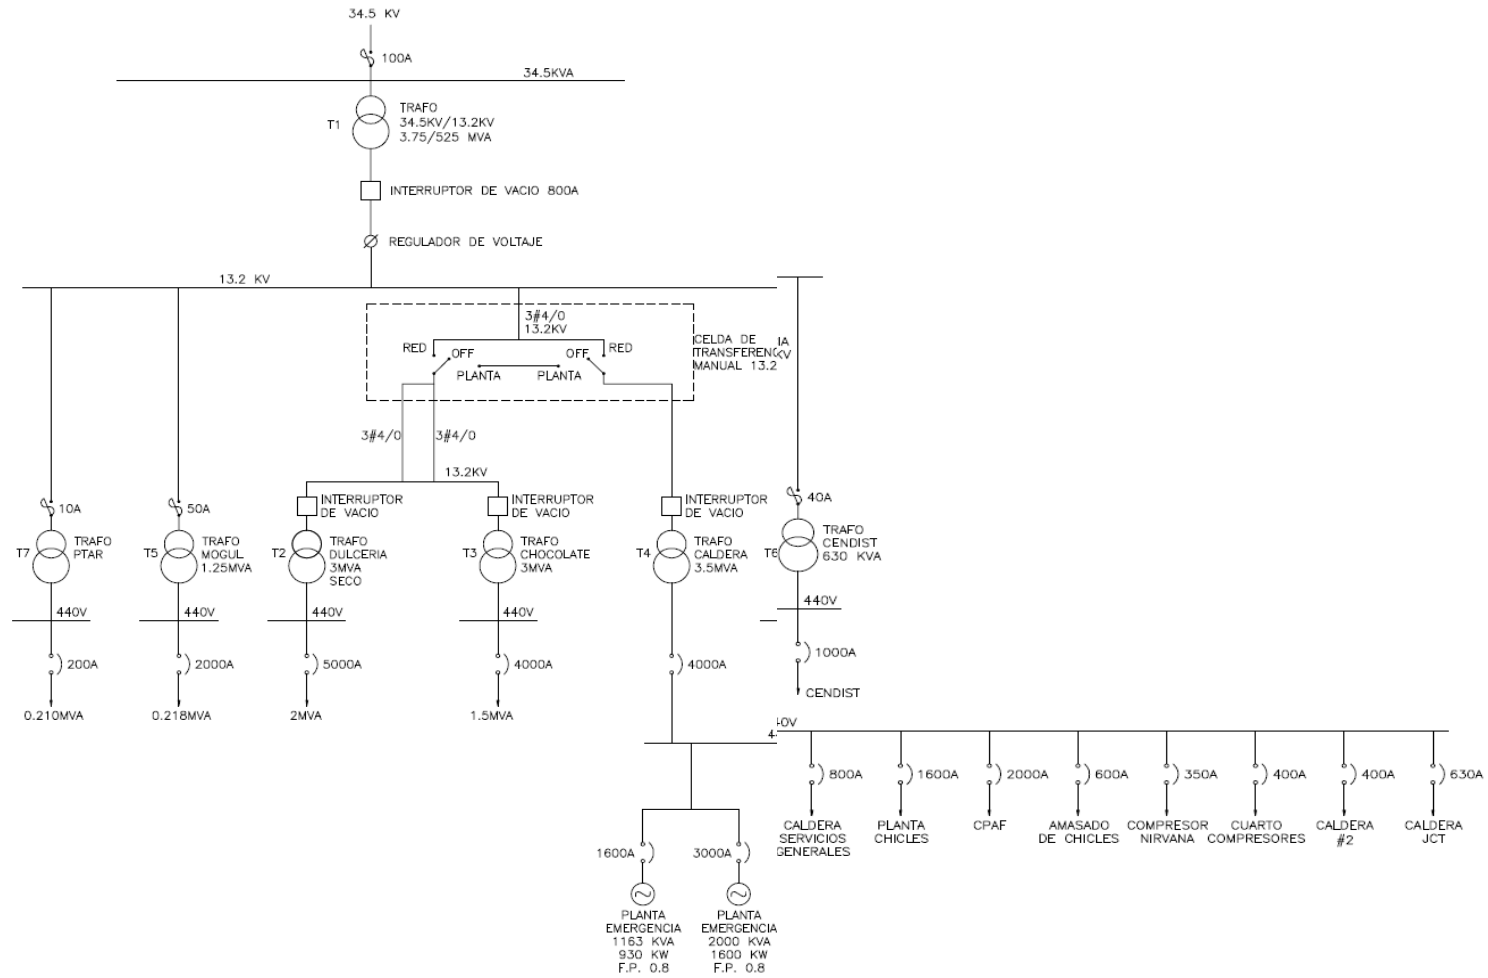 34.5 KV
100A
34.5KVA
T1
TRAFO
34.5KV/13.2KV
3.75/525 MVA
INTERRUPTOR DE VACIO 800A
REGULADOR DE VOLTAJE
13.2 KV
3#4/0
13.2KV
RED
OFF
OFF
RED
PLANTA
PLANTA
CELDA DE
TRANSFERENC
MANUAL 13.2
IA
KV
3#4/0
3#4/0
13.2KV
10A
T7
TRAFO
PTAR
440V
200A
0.210MVA
50A
T5
TRAFO
MOGUL
1.25MVA
440V
2000A
0.218MVA
INTERRUPTOR
DE VACIO
T2
TRAFO
DULCERIA
3MVA
SECO
440V
5000A
2MVA
INTERRUPTOR
DE VACIO
T3
TRAFO
CHOCOLATE
3MVA
440V
4000A
1.5MVA
INTERRUPTOR
DE VACIO
T4
TRAFO
CALDERA
3.5MVA
4000A
40A
T6
TRAFO
CENDIST
630 KVA
440V
1000A
CENDIST
440V
1600A
PLANTA
EMERGENCIA
1163 KVA
930 KW
F.P. 0.8
3000A
PLANTA
EMERGENCIA
2000 KVA
1600 KW
F.P. 0.8
800A
CALDERA
SERVICIOS
GENERALES
1600A
PLANTA
CHICLES
2000A
CPAF
600A
AMASADO
DE CHICLES
350A
COMPRESOR
NIRVANA
400A
CUARTO
COMPRESORES
400A
CALDERA
#2
630A
CALDERA
JCT